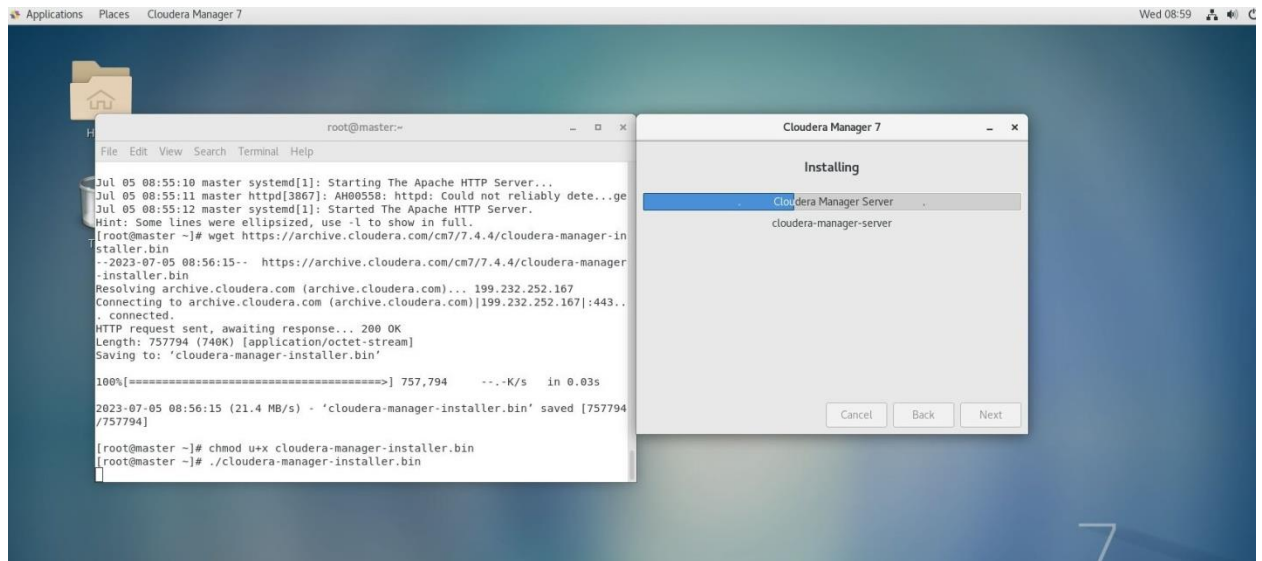 Applications Places Cloudera Manager 7 Wed 08:59
root@master:~
File Edit View Search Terminal Help
Jul 05 08:55:10 master systemd[1]: Starting The Apache HTTP Server...
Jul 05 08:55:11 master httpd[3867]: AH00558: httpd: Could not reliably dete...ge
Jul 05 08:55:12 master systemd[1]: Started The Apache HTTP Server.
Hint: Some lines were ellipsized, use -l to show in full.
[root@master ~]# wget https://archive.cloudera.com/cm7/7.4.4/cloudera-manager-in
staller.bin
--2023-07-05 08:56:15-- https://archive.cloudera.com/cm7/7.4.4/cloudera-manager
-installer.bin
Resolving archive.cloudera.com (archive.cloudera.com)... 199.232.252.167
Connecting to archive.cloudera.com (archive.cloudera.com)|199.232.252.167|:443..
. connected.
HTTP request sent, awaiting response... 200 OK
Length: 757794 (740K) [application/octet-stream]
Saving to: ‘cloudera-manager-installer.bin’
100%[======================================>] 757,794 --.-K/s in 0.03s
2023-07-05 08:56:15 (21.4 MB/s) - ‘cloudera-manager-installer.bin’ saved [757794
/757794]
[root@master ~]# chmod u+x cloudera-manager-installer.bin
[root@master ~]# ./cloudera-manager-installer.bin
Cloudera Manager 7
Installing
. Cloudera Manager Server .
cloudera-manager-server
Cancel Back Next
7